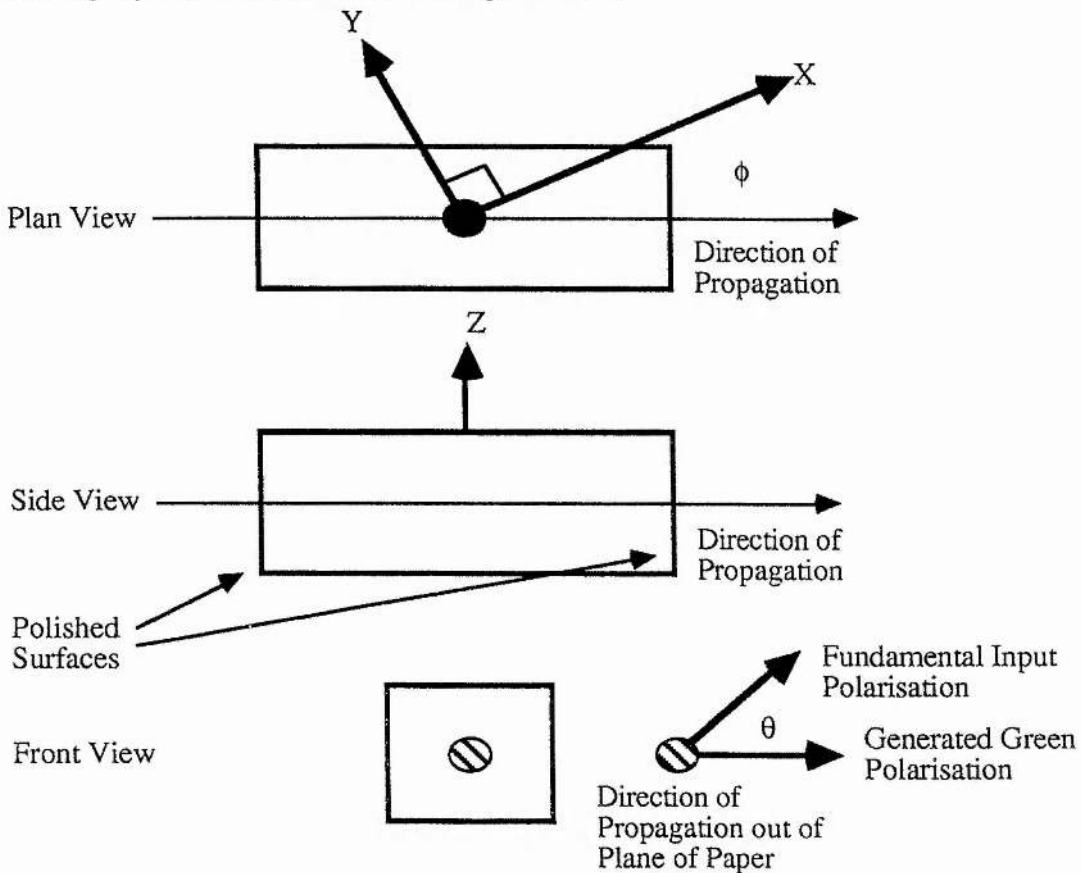 Y
X
φ
Plan View
Direction of
Propagation
Z
Side View
Direction of
Propagation
Polished
Surfaces
Fundamental Input
Polarisation
θ
Generated Green
Polarisation
Front View
Direction of
Propagation out of
Plane of Paper